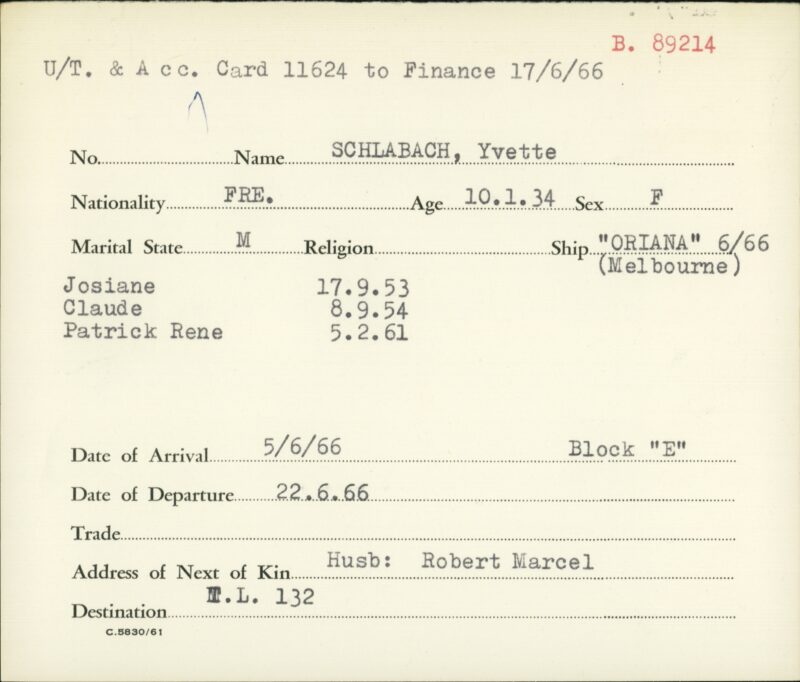 B. 89214
U/T. & Acc. Card 11624 to Finance 17/6/66
No. Name SCHLABACH, Yvette
Nationality FRE. Age 10.1.34 Sex F
Marital State M Religion Ship "ORIANA" 6/66
(Melbourne)
Josiane 17.9.53
Claude 8.9.54
Patrick Rene 5.2.61
Date of Arrival 5/6/66 Block "E"
Date of Departure 22.6.66
Trade
Address of Next of Kin Husb: Robert Marcel
Destination T.L. 132
C.5830/61